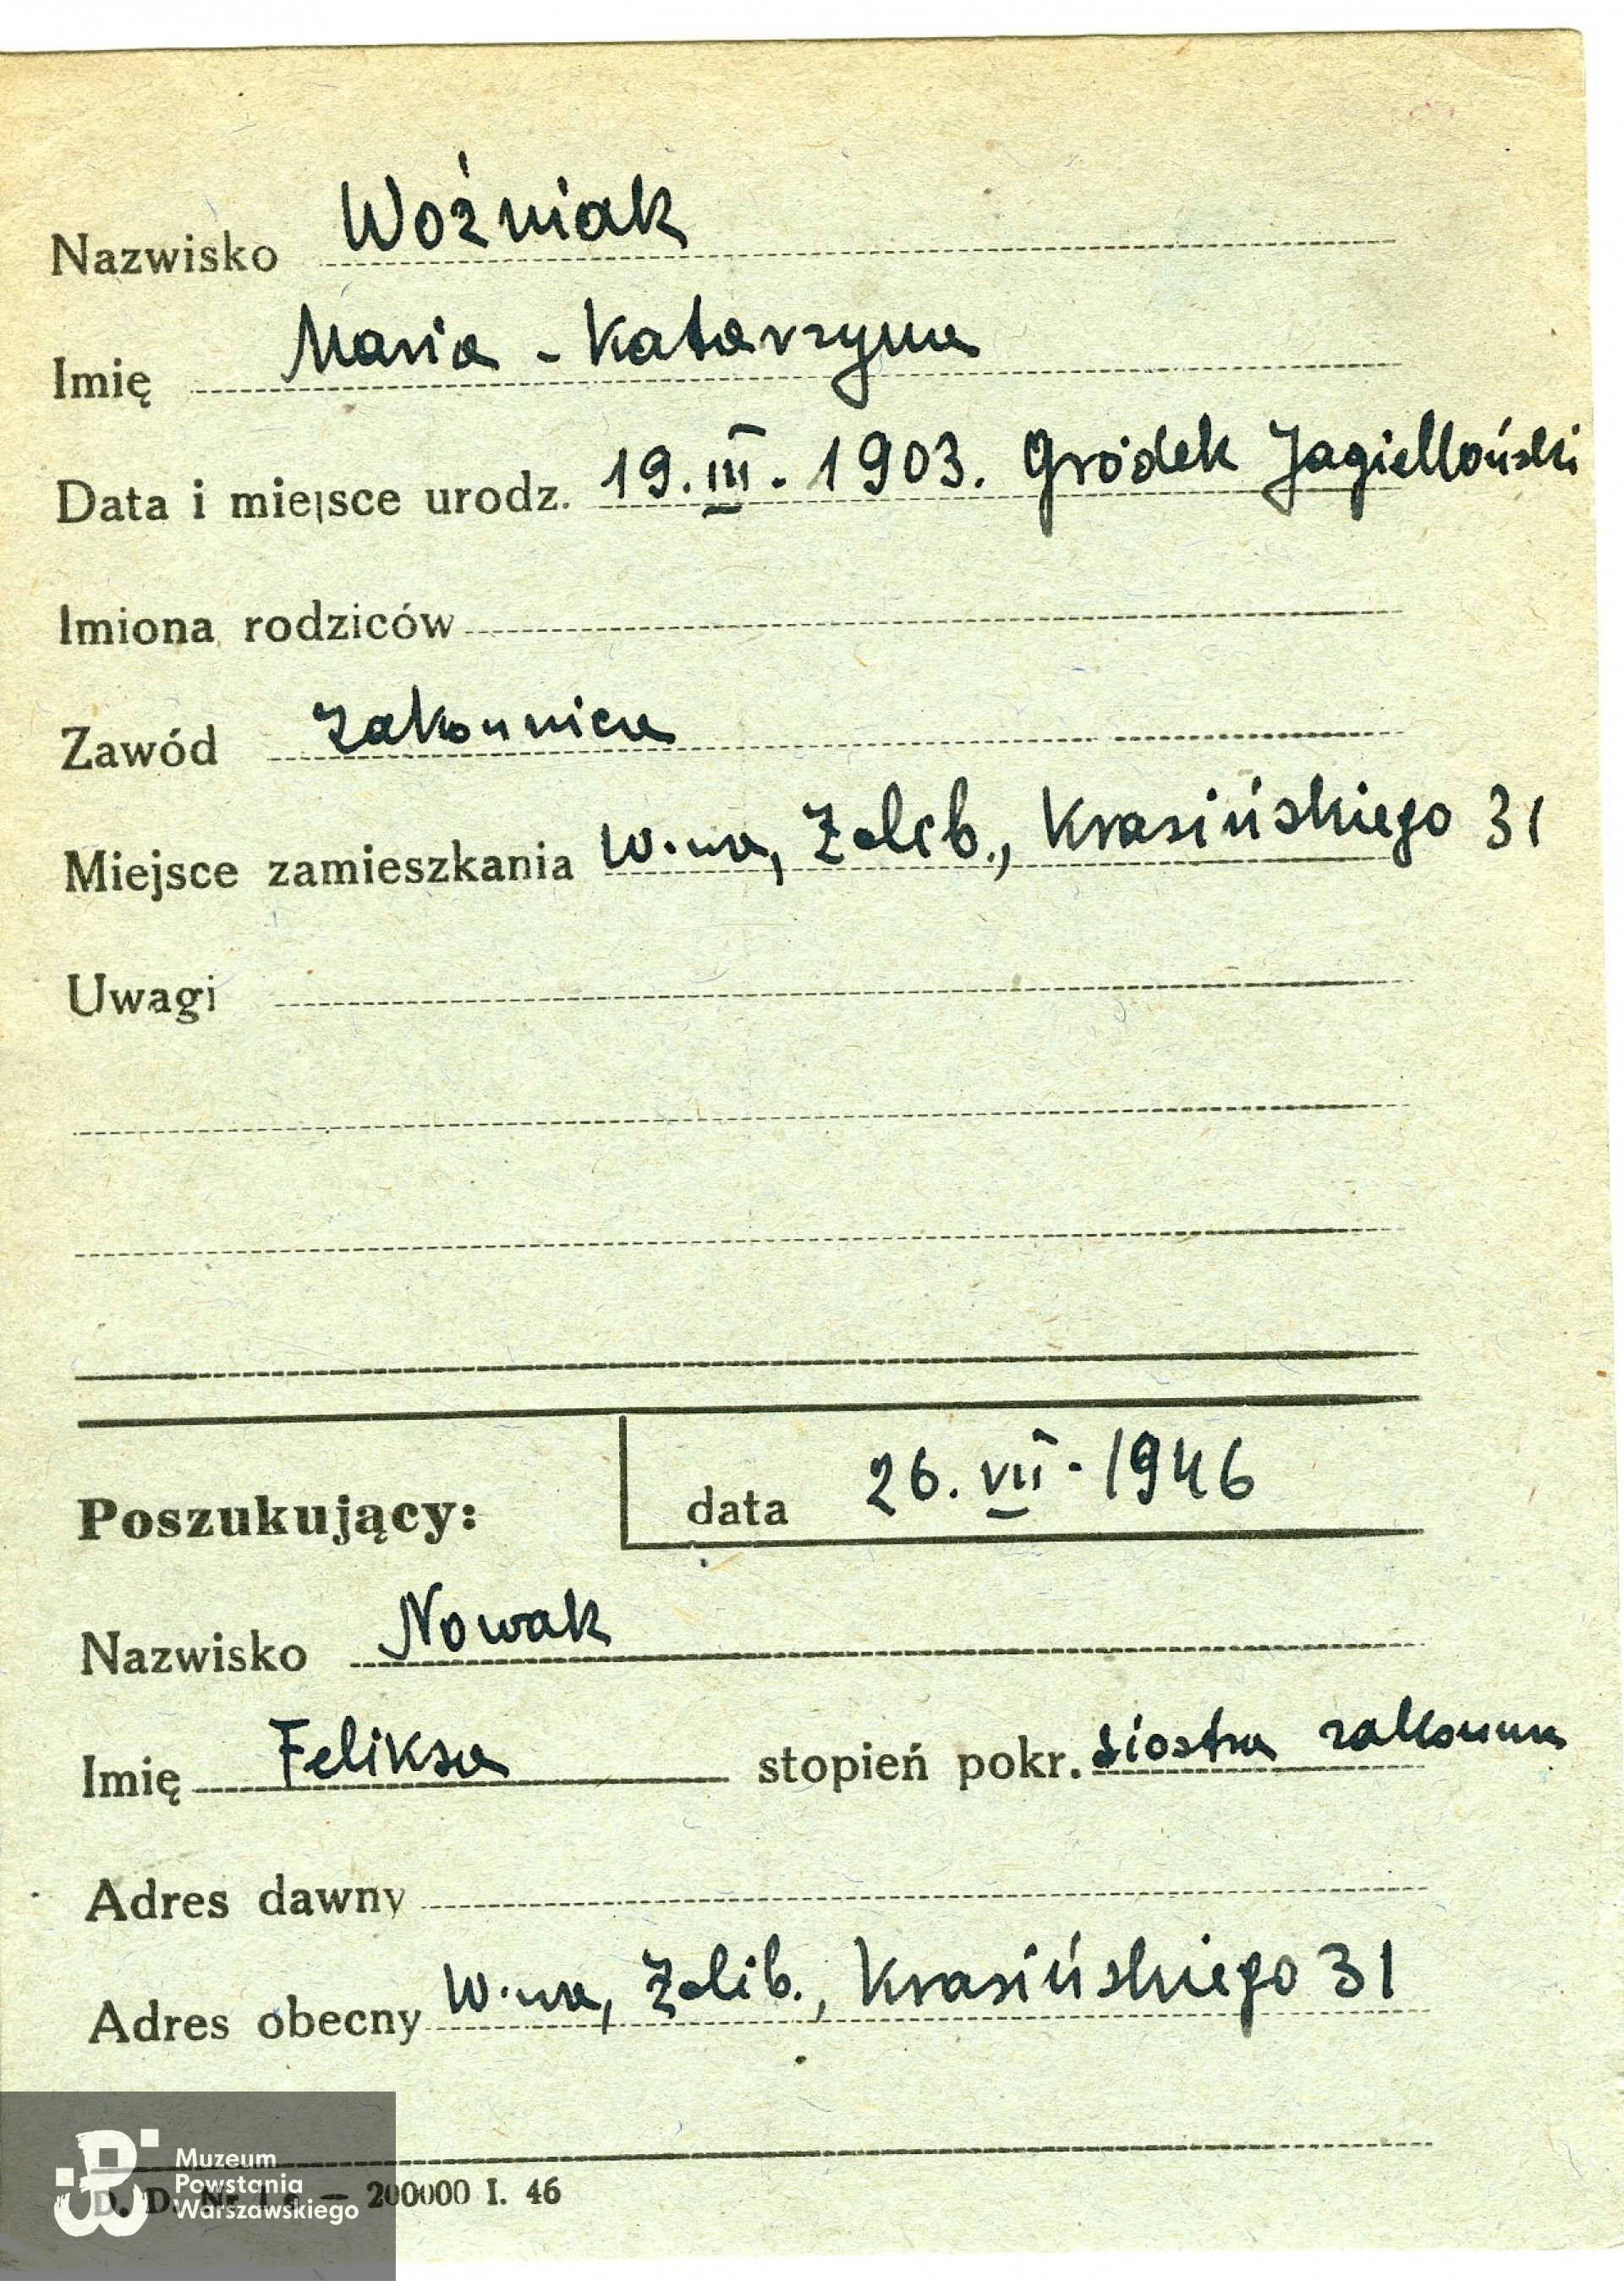 Nazwisko Woźniak
Imię Maria - Katarzyna
Data i miejsce urodz. 19. III. 1903. Gródek Jagielloński
Imiona rodziców
Zawód zakonnica
Miejsce zamieszkania W-wa, Żolib., Krasińskiego 31
Uwagi
Poszukujący: data 26. VII. 1946
Nazwisko Nowak
Imię Feliksa stopień pokr. siostra zakonna
Adres dawny
Adres obecny W-wa, Żolib., Krasińskiego 31
Muzeum
Powstania
Warszawskiego
D. D. Nr — 200000 I. 46